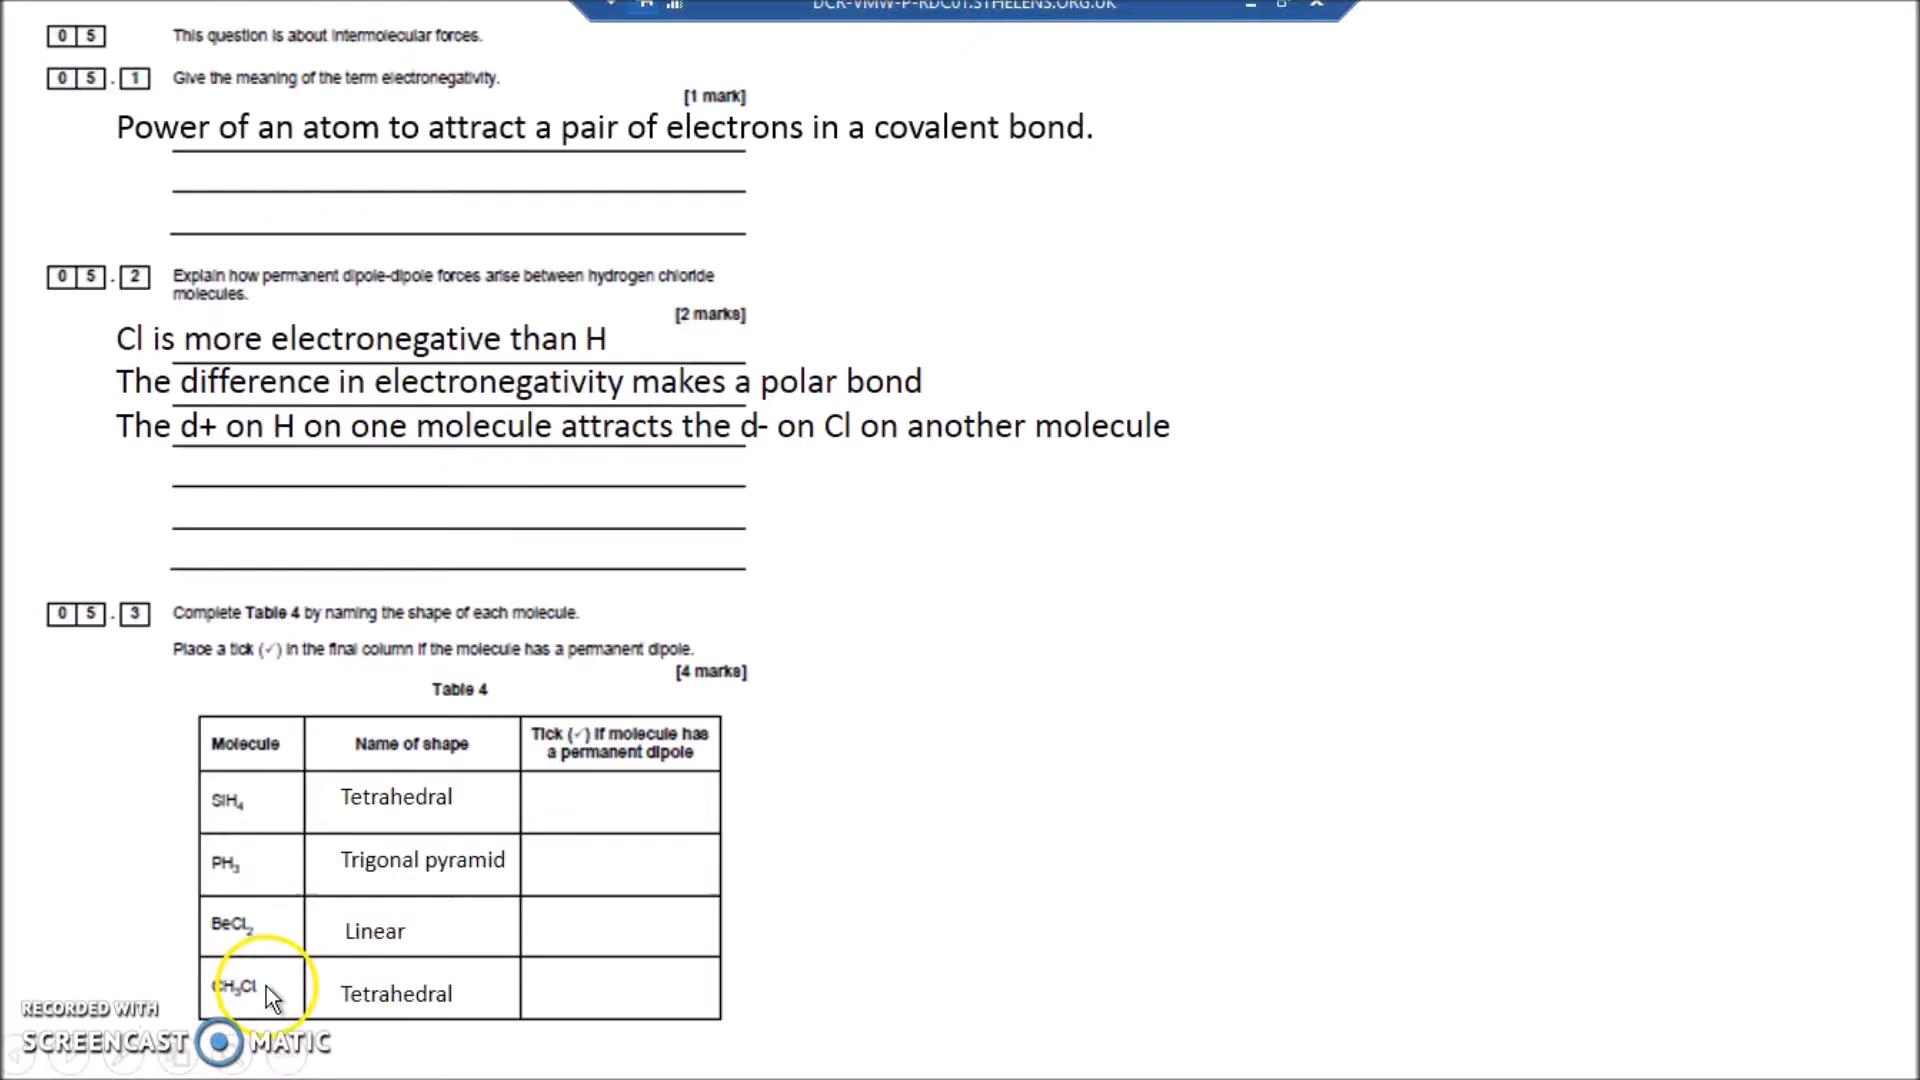 DCR-VMW-P-RDC01.STHELENS.ORG.UK
0 5 This question is about intermolecular forces.
0 5 . 1 Give the meaning of the term electronegativity.
[1 mark]
Power of an atom to attract a pair of electrons in a covalent bond.
0 5 . 2 Explain how permanent dipole-dipole forces arise between hydrogen chloride
molecules.
[2 marks]
Cl is more electronegative than H
The difference in electronegativity makes a polar bond
The d+ on H on one molecule attracts the d- on Cl on another molecule
0 5 . 3 Complete Table 4 by naming the shape of each molecule.
Place a tick (✓) in the final column if the molecule has a permanent dipole.
[4 marks]
Table 4
Molecule Name of shape Tick (✓) if molecule has
a permanent dipole
SiH₄ Tetrahedral
PH₃ Trigonal pyramid
BeCl₂ Linear
CH₃Cl Tetrahedral
RECORDED WITH
SCREENCAST MATIC